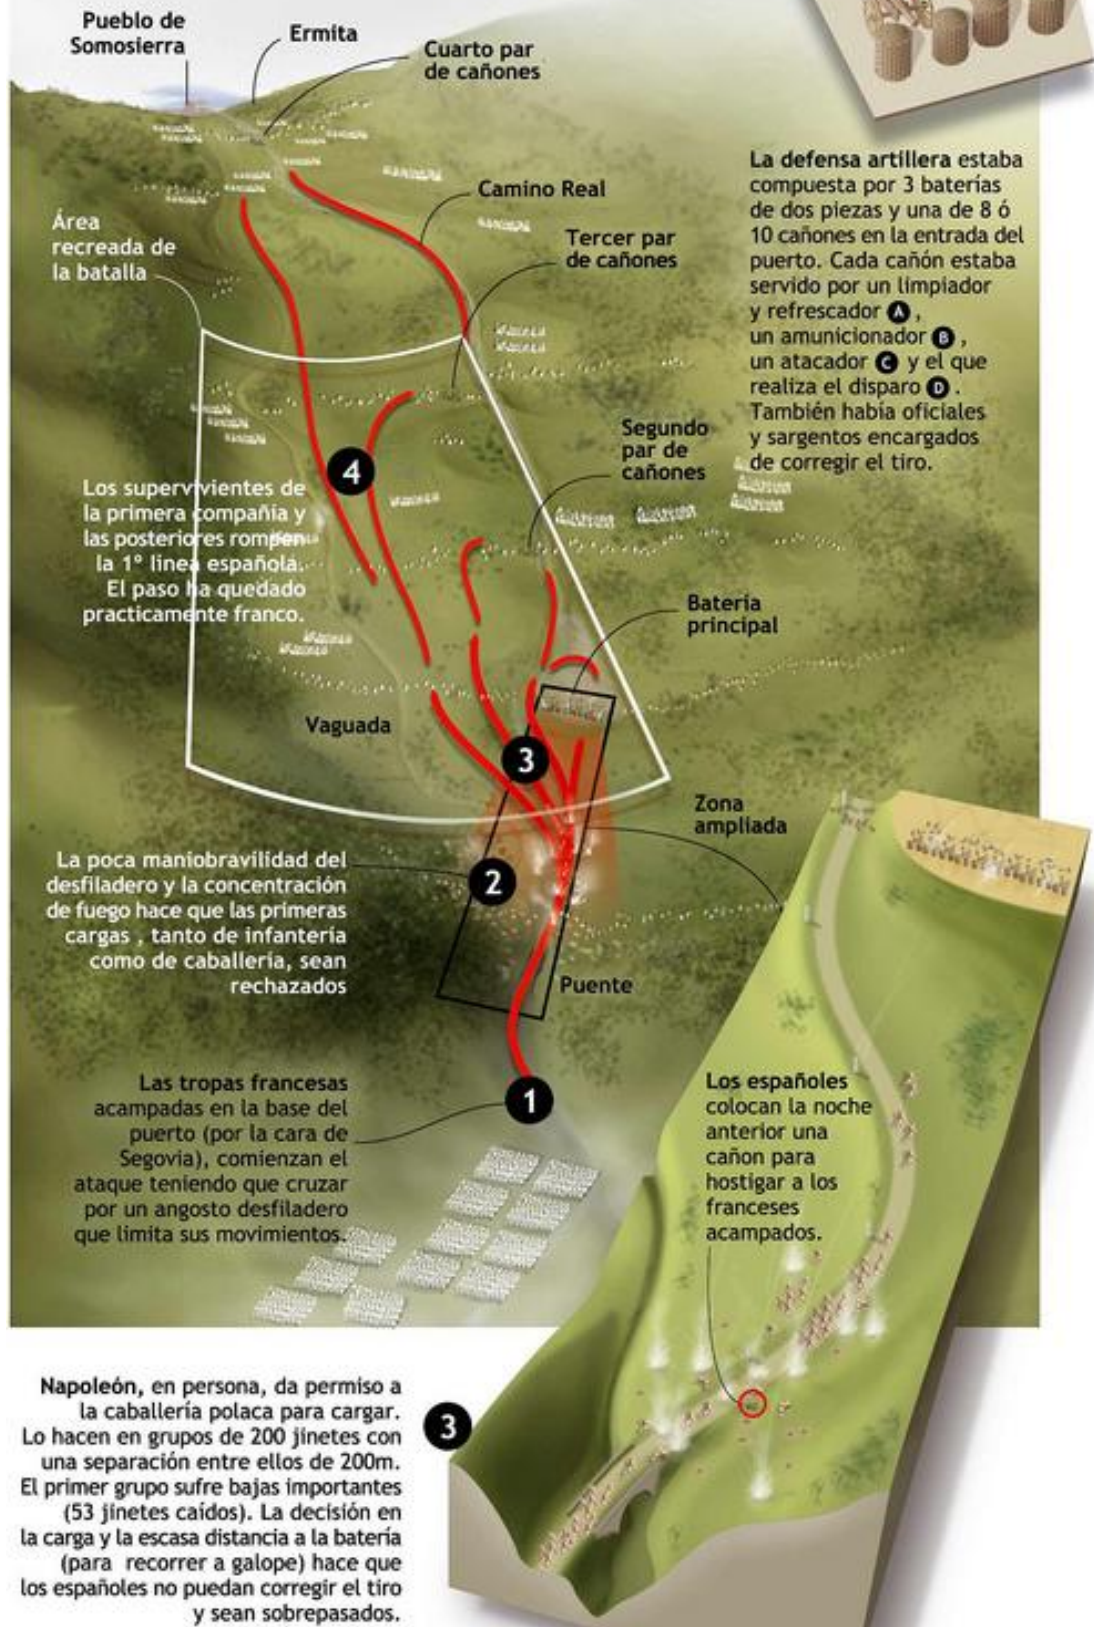 Pueblo de
Somosierra
Ermita
Cuarto par
de cañones
Camino Real
Área
recreada de
la batalla
Tercer par
de cañones
La defensa artillera estaba
compuesta por 3 baterías
de dos piezas y una de 8 ó
10 cañones en la entrada del
puerto. Cada cañón estaba
servido por un limpiador
y refrescador A,
un amunicionador B,
un atacador C y el que
realiza el disparo D.
También había oficiales
y sargentos encargados
de corregir el tiro.
Segundo
par de
cañones
4
Los supervivientes de
la primera compañía y
las posteriores rompen
la 1º linea española.
El paso ha quedado
practicamente franco.
Batería
principal
Vaguada
3
Zona
ampliada
La poca maniobravilidad del
desfiladero y la concentración
de fuego hace que las primeras
cargas , tanto de infantería
como de caballería, sean
rechazados
2
Puente
Las tropas francesas
acampadas en la base del
puerto (por la cara de
Segovia), comienzan el
ataque teniendo que cruzar
por un angosto desfiladero
que limita sus movimientos.
1
Los españoles
colocan la noche
anterior una
cañon para
hostigar a los
franceses
acampados.
Napoleón, en persona, da permiso a
la caballería polaca para cargar.
Lo hacen en grupos de 200 jinetes con
una separación entre ellos de 200m.
El primer grupo sufre bajas importantes
(53 jinetes caídos). La decisión en
la carga y la escasa distancia a la batería
(para recorrer a galope) hace que
los españoles no puedan corregir el tiro
y sean sobrepasados.
3